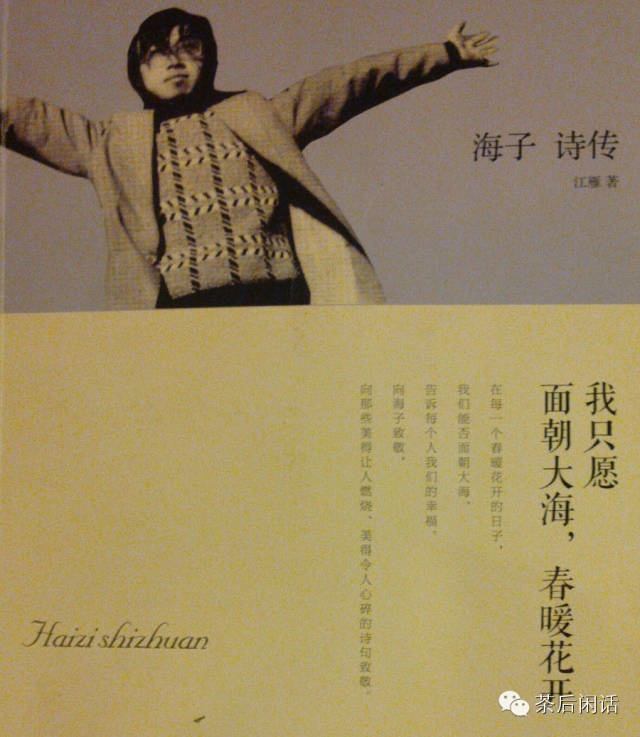 海子 诗传
江雁 著
我只愿
面朝大海，春暖花开
在每一个春暖花开的日子，
我们能否面朝大海、
告诉每个人我们的幸福。
向海子致敬，
向那些美得让人燃烧、美得令人心碎的诗句致敬。
Haizi shizhuan
茶后闲话